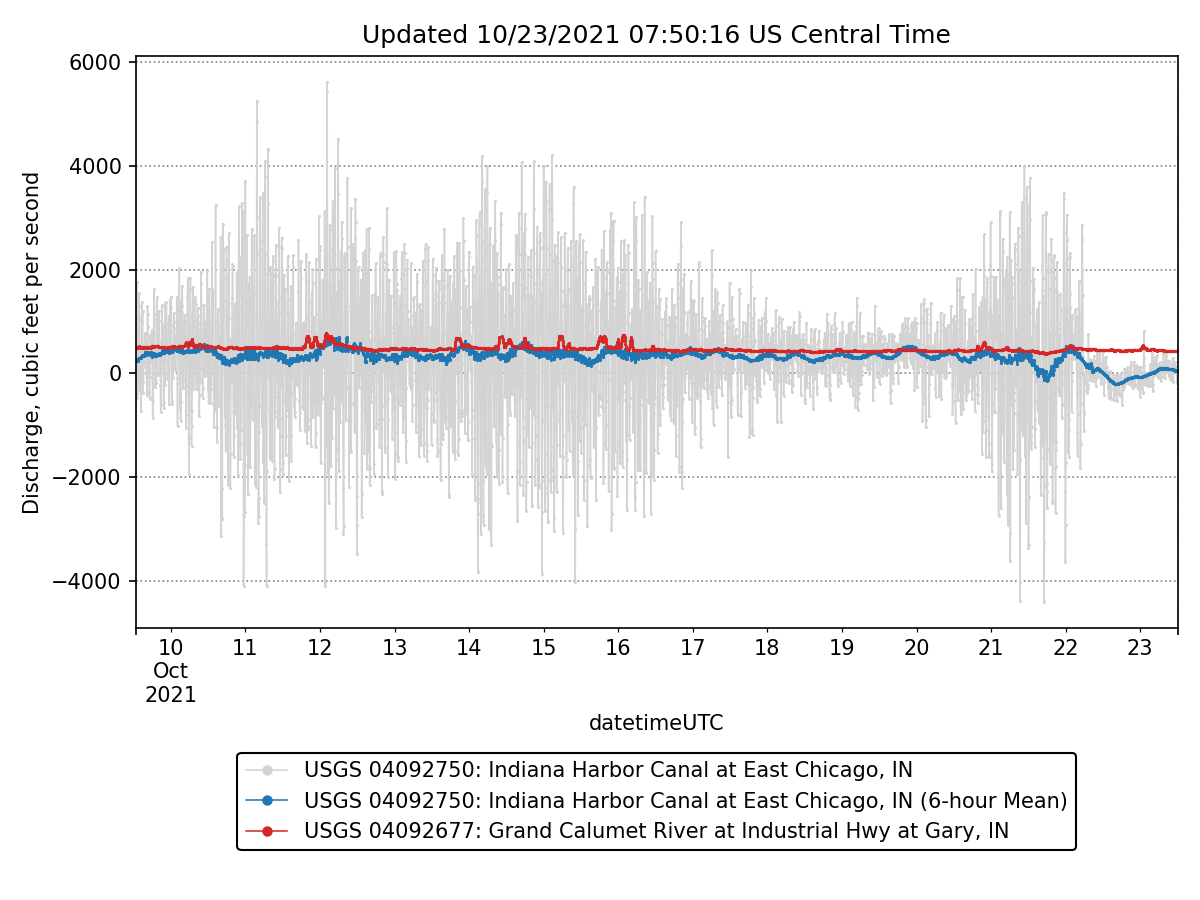 Updated 10/23/2021 07:50:16 US Central Time
Discharge, cubic feet per second
6000
4000
2000
0
−2000
−4000
10 11 12 13 14 15 16 17 18 19 20 21 22 23
Oct
2021
datetimeUTC
USGS 04092750: Indiana Harbor Canal at East Chicago, IN
USGS 04092750: Indiana Harbor Canal at East Chicago, IN (6-hour Mean)
USGS 04092677: Grand Calumet River at Industrial Hwy at Gary, IN